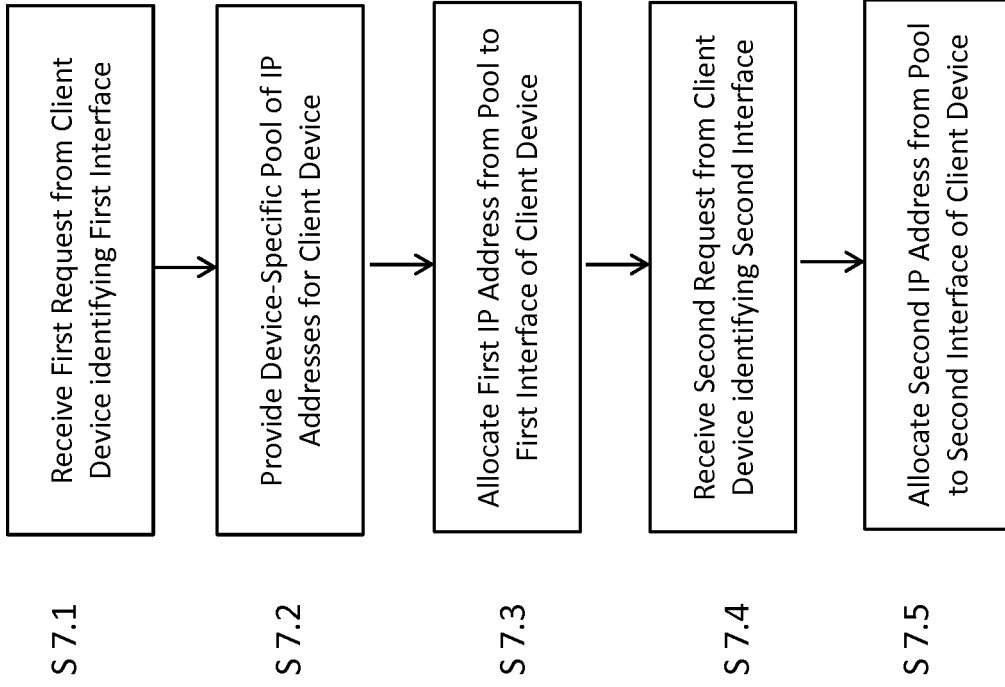 S 7.1
Receive First Request from Client
Device identifying First Interface
S 7.2
Provide Device-Specific Pool of IP
Addresses for Client Device
S 7.3
Allocate First IP Address from Pool to
First Interface of Client Device
S 7.4
Receive Second Request from Client
Device identifying Second Interface
S 7.5
Allocate Second IP Address from Pool
to Second Interface of Client Device